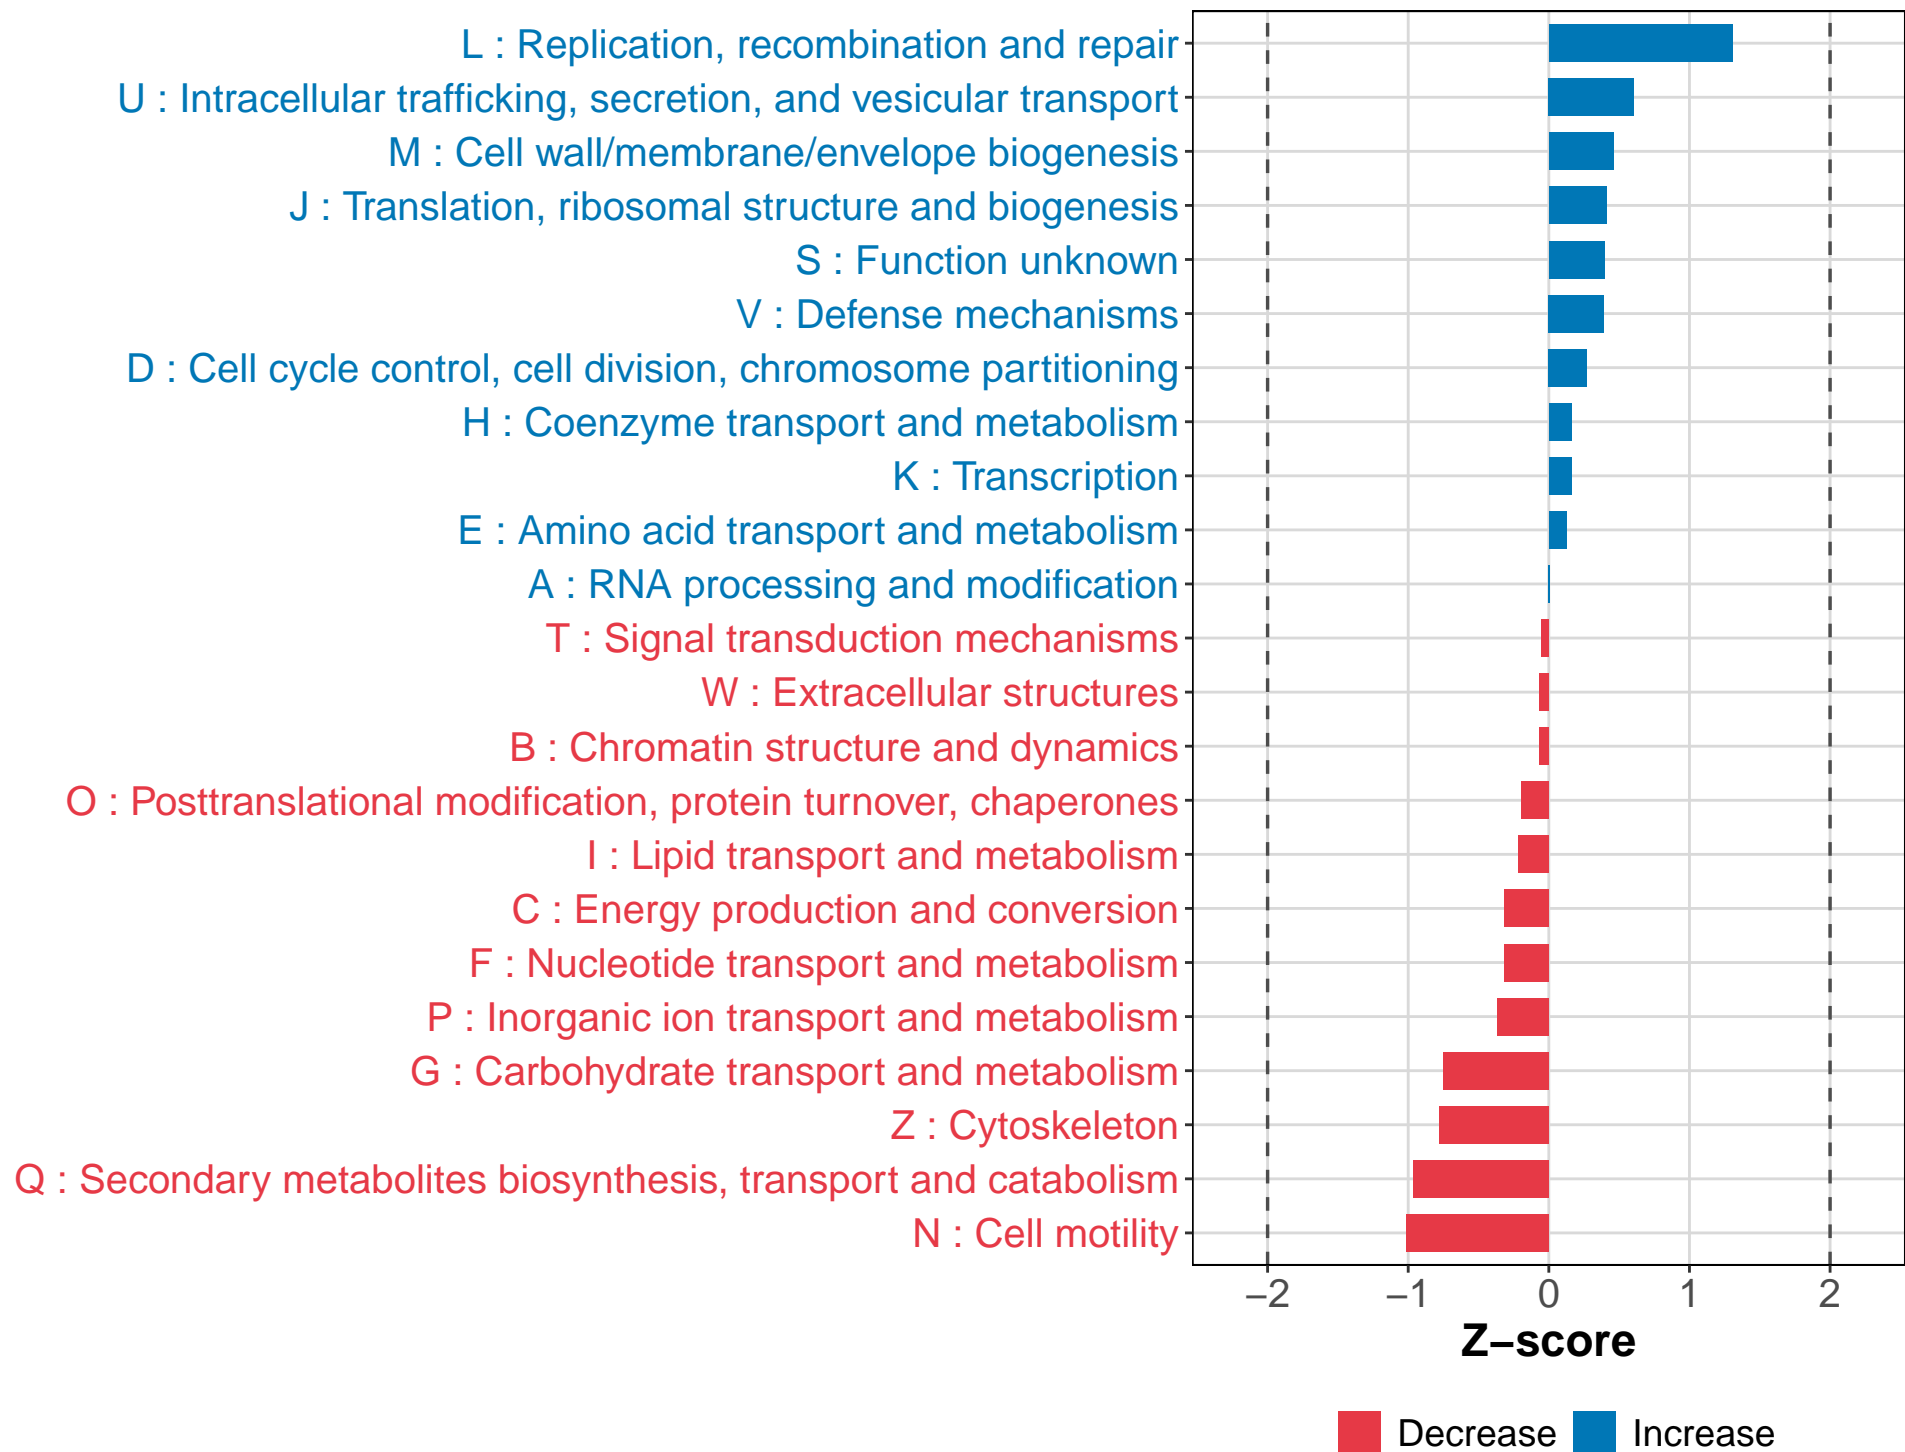 L : Replication, recombination and repair
U : Intracellular trafficking, secretion, and vesicular transport
M : Cell wall/membrane/envelope biogenesis
J : Translation, ribosomal structure and biogenesis
S : Function unknown
V : Defense mechanisms
D : Cell cycle control, cell division, chromosome partitioning
H : Coenzyme transport and metabolism
K : Transcription
E : Amino acid transport and metabolism
A : RNA processing and modification
T : Signal transduction mechanisms
W : Extracellular structures
B : Chromatin structure and dynamics
O : Posttranslational modification, protein turnover, chaperones
I : Lipid transport and metabolism
C : Energy production and conversion
F : Nucleotide transport and metabolism
P : Inorganic ion transport and metabolism
G : Carbohydrate transport and metabolism
Z : Cytoskeleton
Q : Secondary metabolites biosynthesis, transport and catabolism
N : Cell motility
−2 −1 0 1 2
Z−score
Decrease Increase